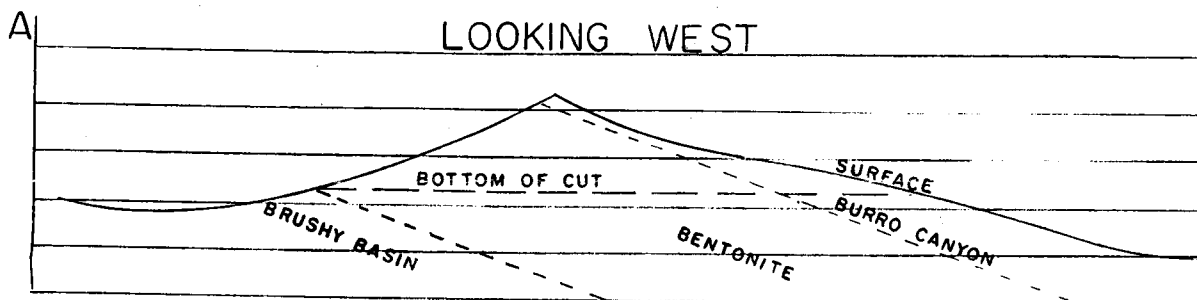 A
LOOKING WEST
BOTTOM OF CUT
SURFACE
BURRO CANYON
BRUSHY BASIN
BENTONITE